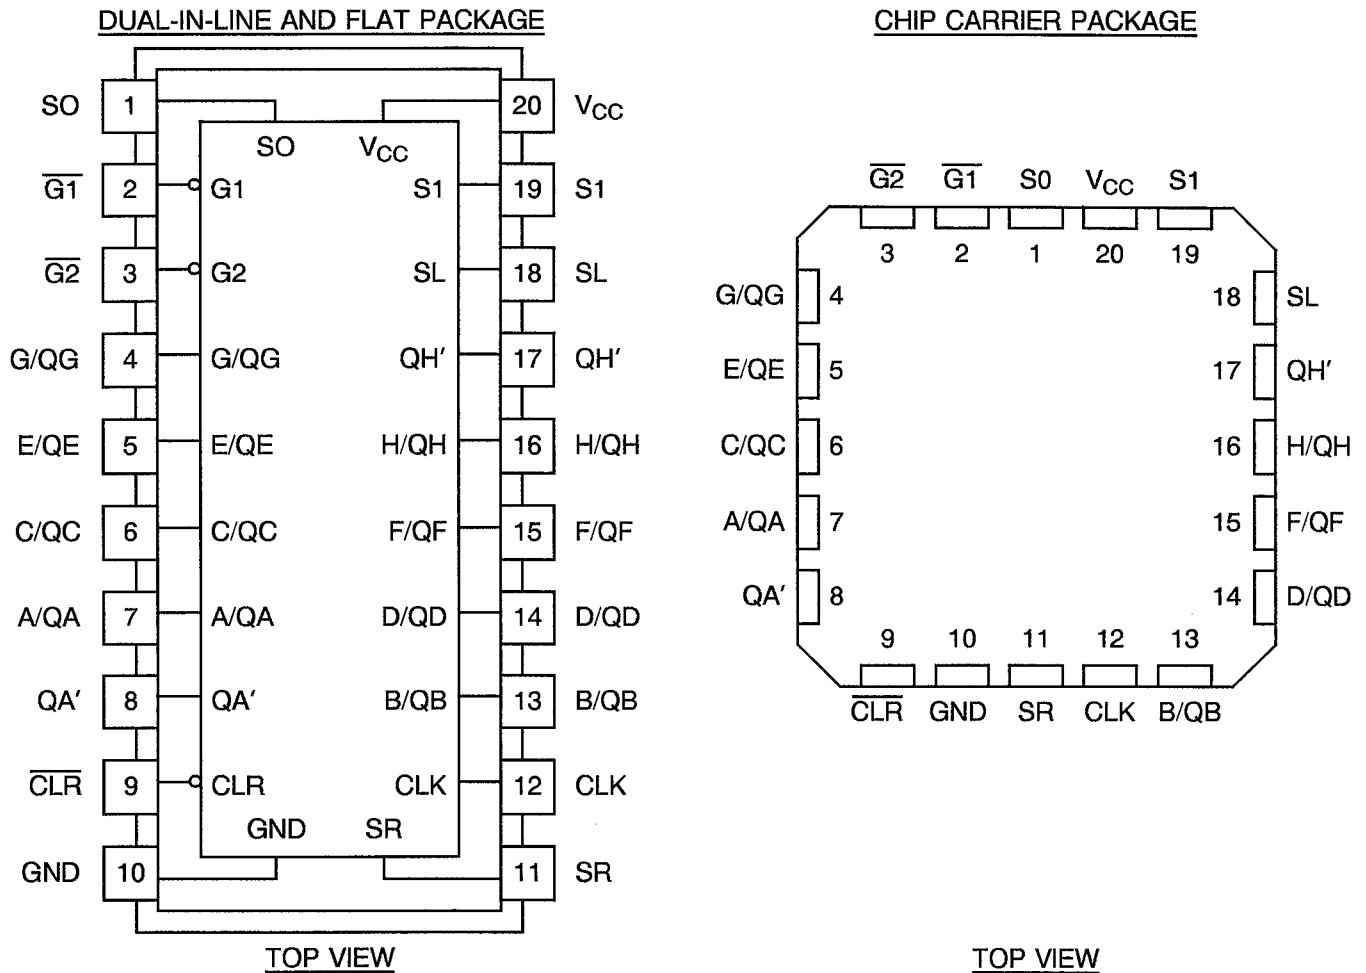 DUAL-IN-LINE AND FLAT PACKAGE
SO 1 20 VCC
SO VCC
G1 2 G1 S1 19 S1
G2 3 G2 SL 18 SL
G/QG 4 G/QG QH' 17 QH'
E/QE 5 E/QE H/QH 16 H/QH
C/QC 6 C/QC F/QF 15 F/QF
A/QA 7 A/QA D/QD 14 D/QD
QA' 8 QA' B/QB 13 B/QB
CLR 9 CLR CLK 12 CLK
GND SR
GND 10 11 SR
TOP VIEW
CHIP CARRIER PACKAGE
G2 G1 S0 VCC S1
3 2 1 20 19
G/QG 4 18 SL
E/QE 5 17 QH'
C/QC 6 16 H/QH
A/QA 7 15 F/QF
QA' 8 14 D/QD
9 10 11 12 13
CLR GND SR CLK B/QB
TOP VIEW